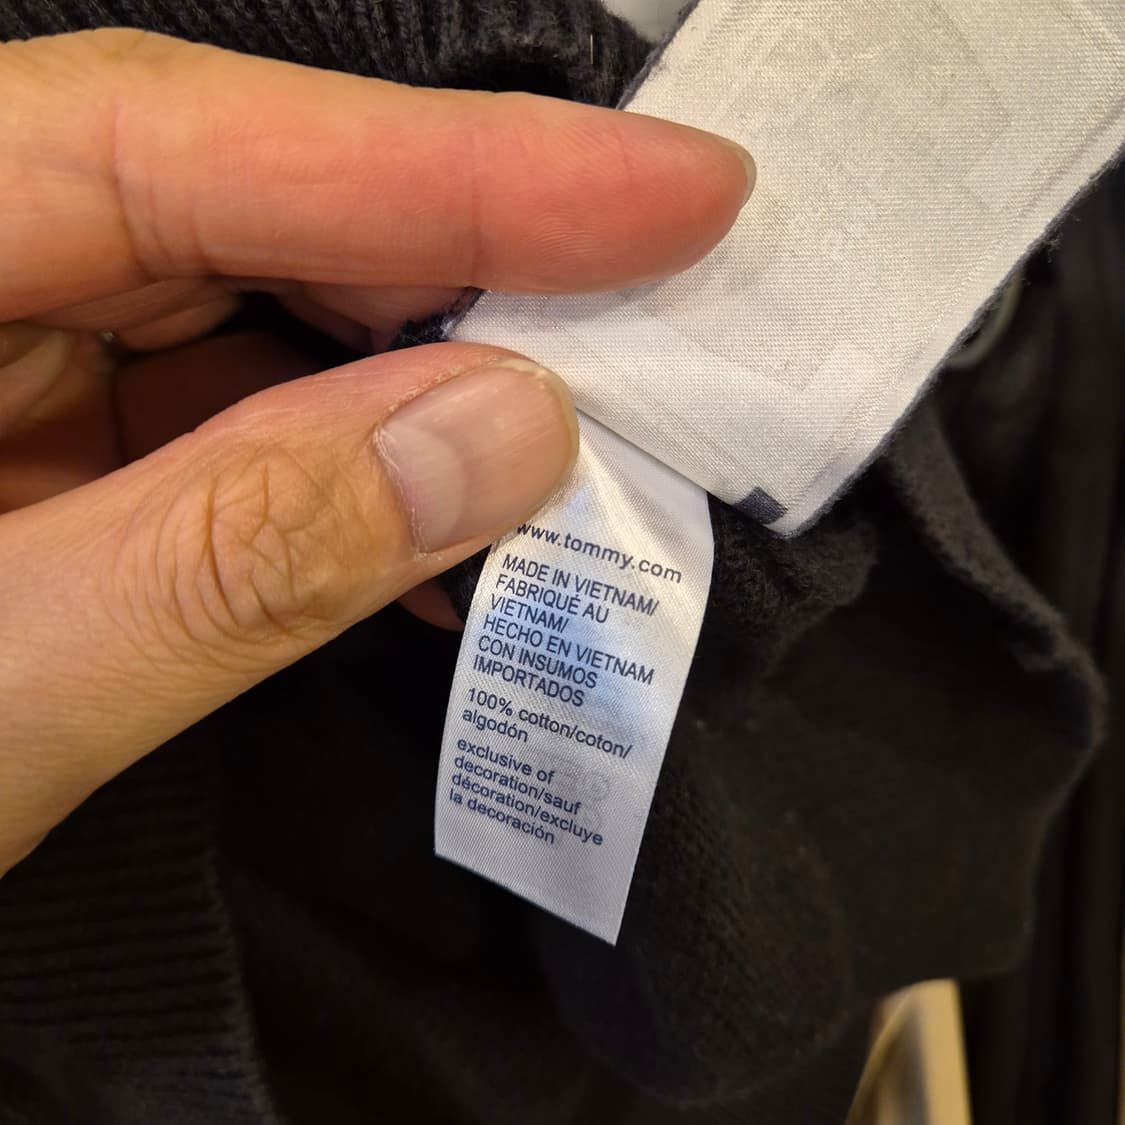 www.tommy.com
MADE IN VIETNAM/
FABRIQUÉ AU
VIETNAM/
HECHO EN VIETNAM
CON INSUMOS
IMPORTADOS
100% cotton/coton/
algodón
exclusive of
decoration/sauf
décoration/excluye
la decoración